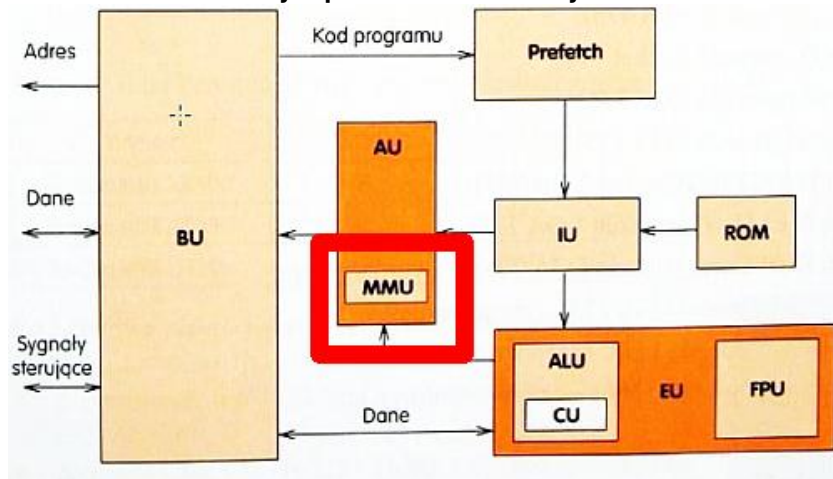 Adres
Kod programu
Prefetch
AU
Dane
BU
IU
ROM
MMU
Sygnały
sterujące
ALU
EU
FPU
CU
Dane